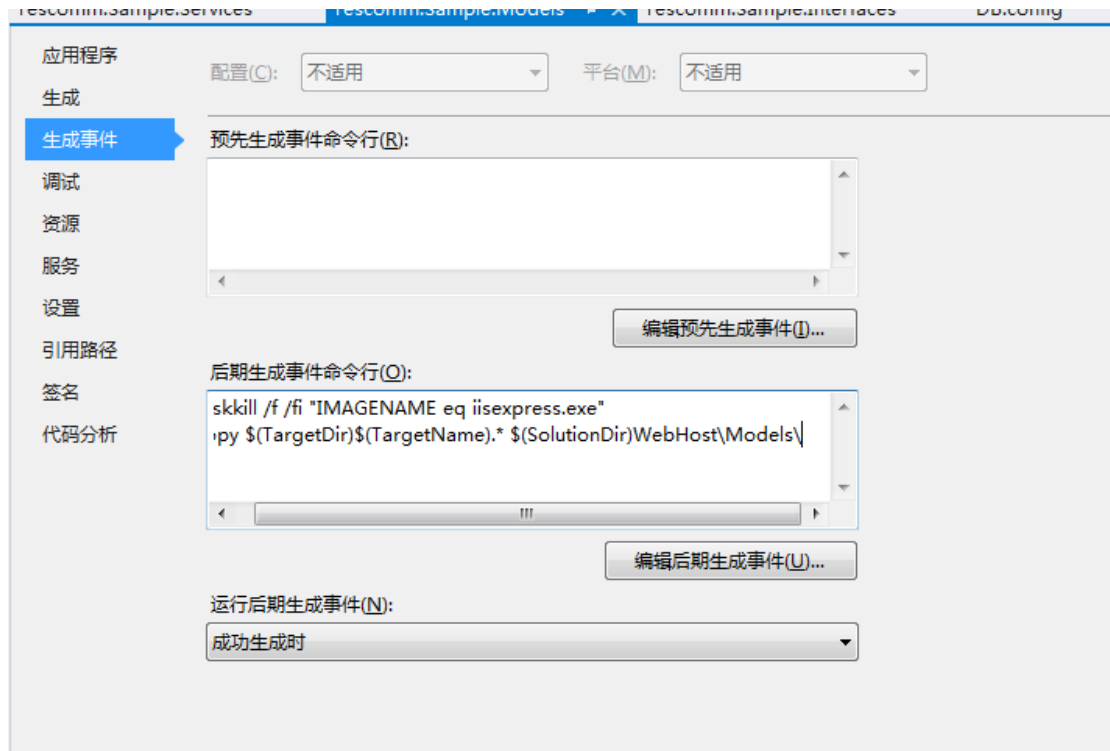 rescomm.Sample.Services rescomm.Sample.Models rescomm.Sample.Interfaces DB.config
应用程序
配置(C): 不适用 平台(M): 不适用
生成
生成事件
预先生成事件命令行(R):
调试
资源
服务
设置
编辑预先生成事件(I)...
引用路径
后期生成事件命令行(O):
签名
skkill /f /fi "IMAGENAME eq iisexpress.exe"
代码分析
py $(TargetDir)$(TargetName).* $(SolutionDir)WebHost\Models\
编辑后期生成事件(U)...
运行后期生成事件(N):
成功生成时